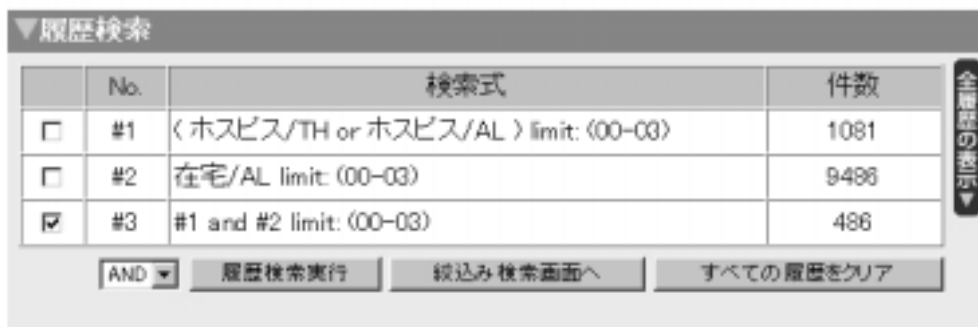 ▼履歴検索
No. 検索式 件数
#1 (ホスピス/TH or ホスピス/AL) limit: (00-03) 1081
#2 在宅/AL limit: (00-03) 9486
#3 #1 and #2 limit: (00-03) 486
AND 履歴検索実行 絞込み検索画面へ すべての履歴をクリア
全履歴の表示▼